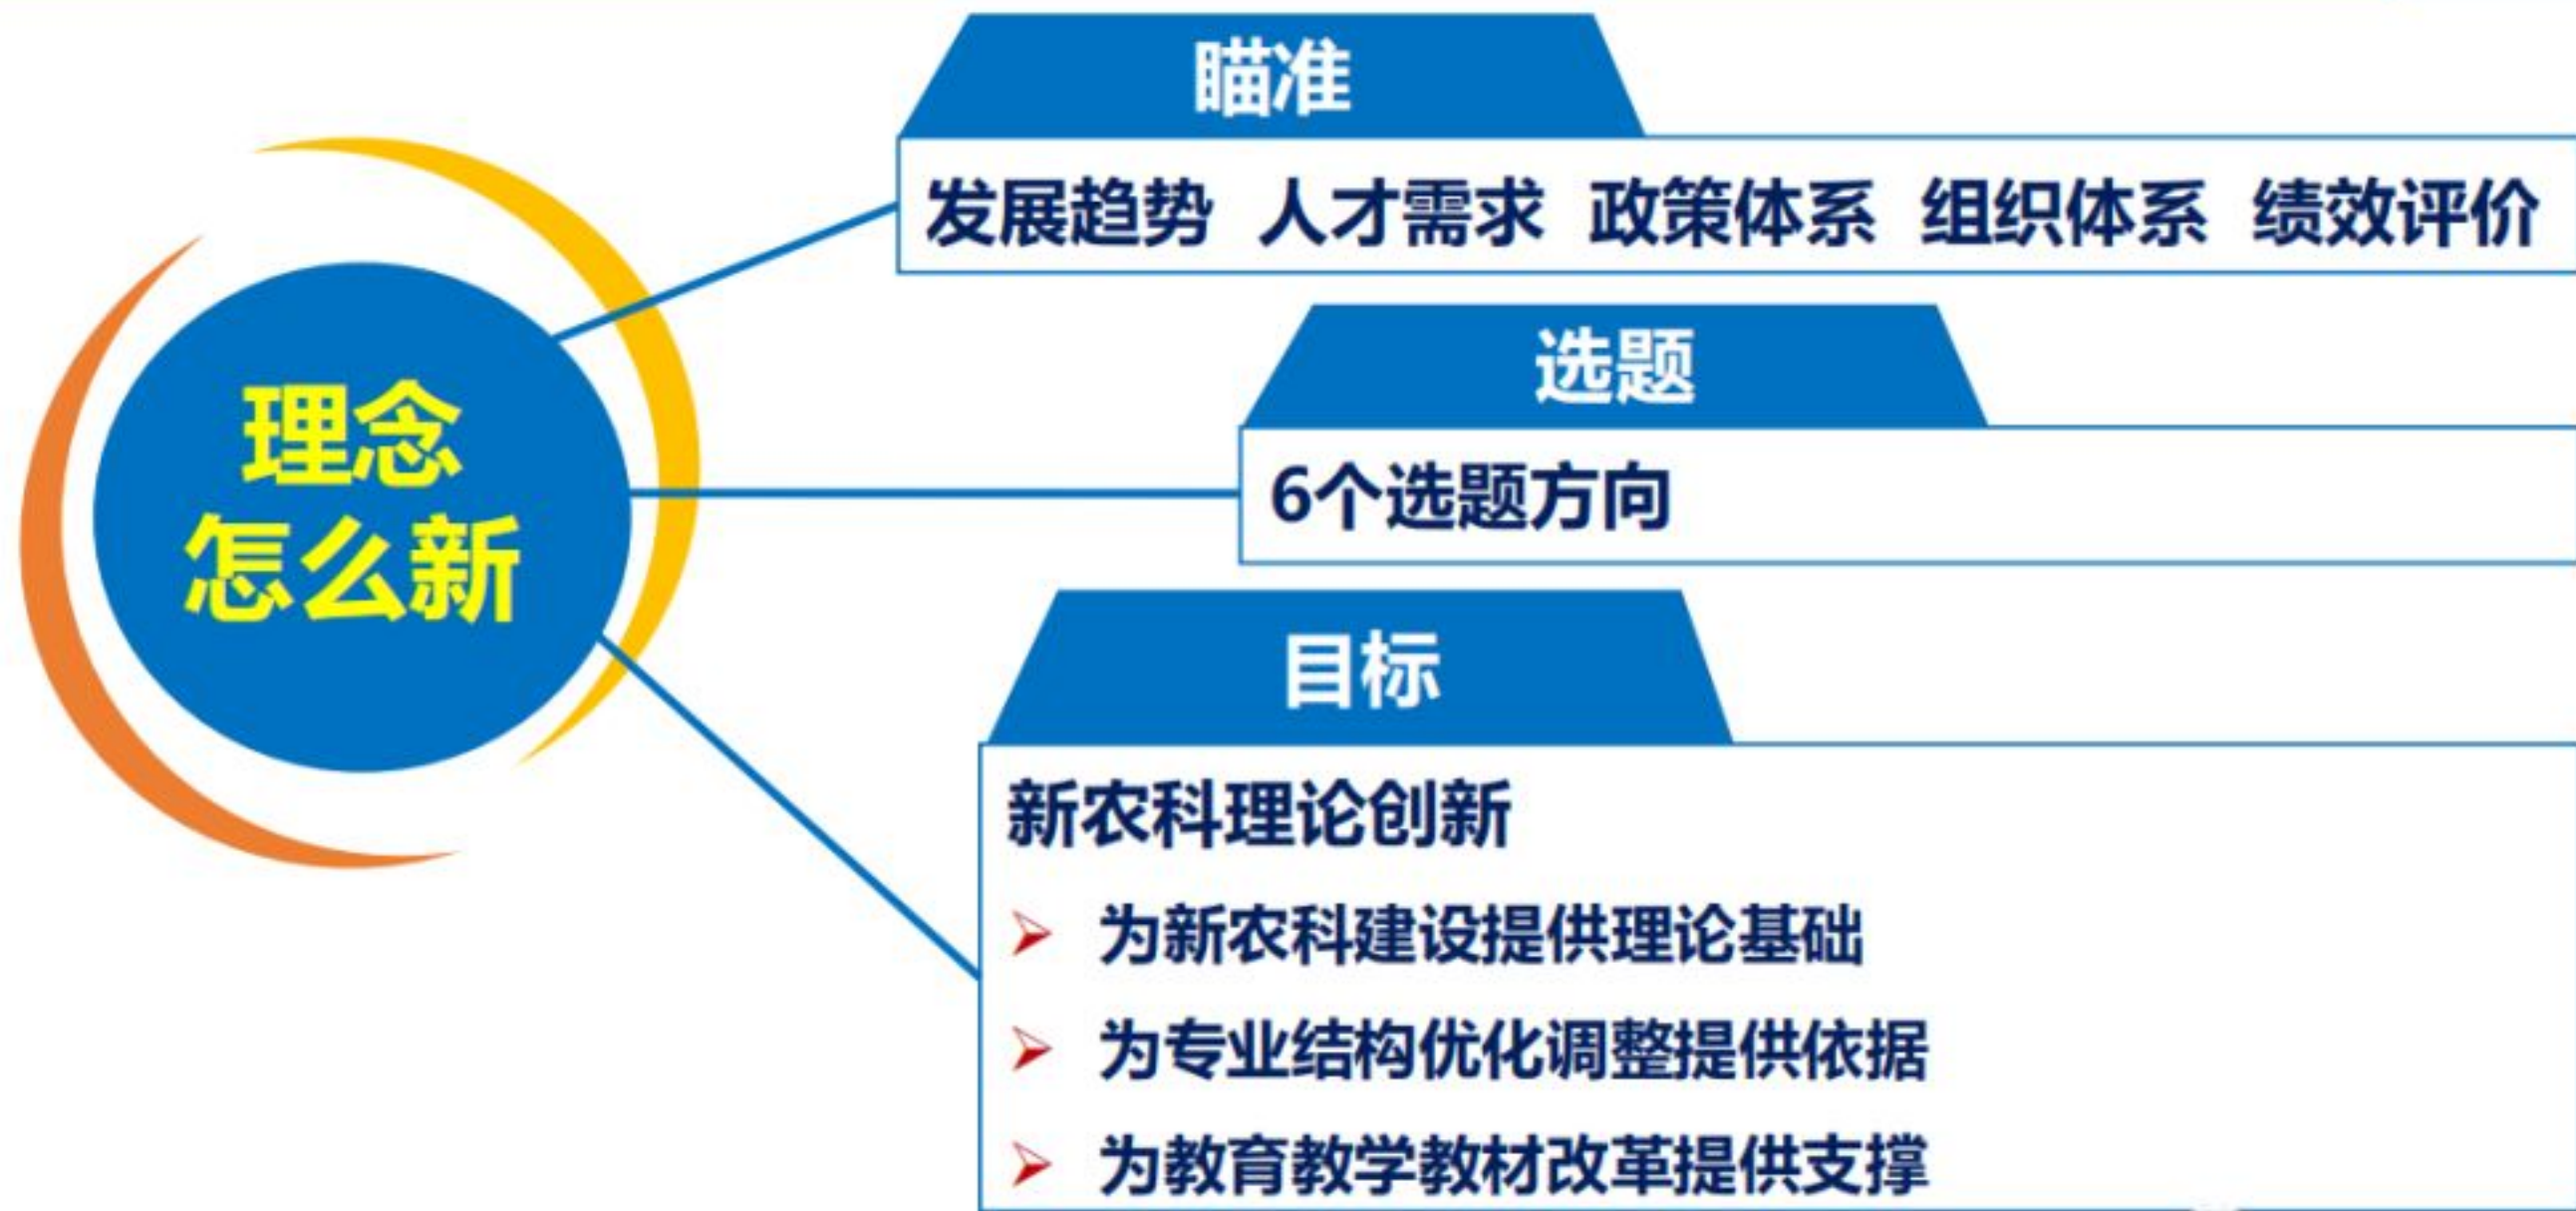 理念
怎么新
瞄准
发展趋势 人才需求 政策体系 组织体系 绩效评价
选题
6个选题方向
目标
新农科理论创新
为新农科建设提供理论基础
为专业结构优化调整提供依据
为教育教学教材改革提供支撑